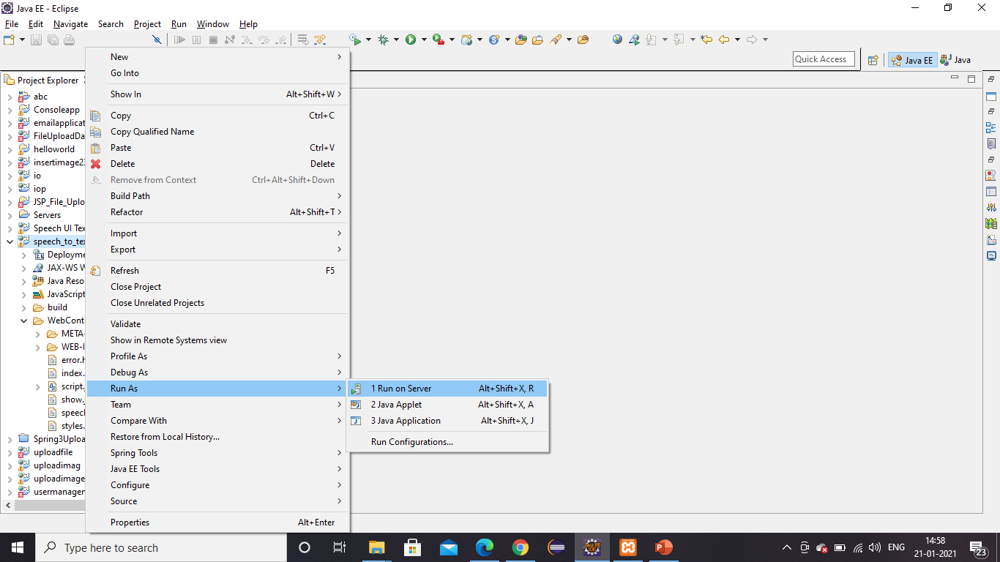 Java EE - Eclipse
File Edit Navigate Search Project Run Window Help
Quick Access
Java EE
Java
Project Explorer
abc
Consoleapp
emailapplicat
FileUploadDa
helloworld
insertimage23
io
iop
JSP_File_Uplo
Servers
Speech UI Tex
speech_to_tex
Deployme
JAX-WS W
Java Reso
JavaScript
build
WebCont
META-
WEB-I
error.h
index.
script.
show.
speech
styles.
Spring3Uploa
uploadfile
uploadimag
uploadimage
usermanagen
New
Go Into
Show In Alt+Shift+W
Copy Ctrl+C
Copy Qualified Name
Paste Ctrl+V
Delete Delete
Remove from Context Ctrl+Alt+Shift+Down
Build Path
Refactor Alt+Shift+T
Import
Export
Refresh F5
Close Project
Close Unrelated Projects
Validate
Show in Remote Systems view
Profile As
Debug As
Run As
Team
Compare With
Restore from Local History...
Spring Tools
Java EE Tools
Configure
Source
Properties Alt+Enter
1 Run on Server Alt+Shift+X, R
2 Java Applet Alt+Shift+X, A
3 Java Application Alt+Shift+X, J
Run Configurations...
Type here to search
ENG
14:58
21-01-2021
23